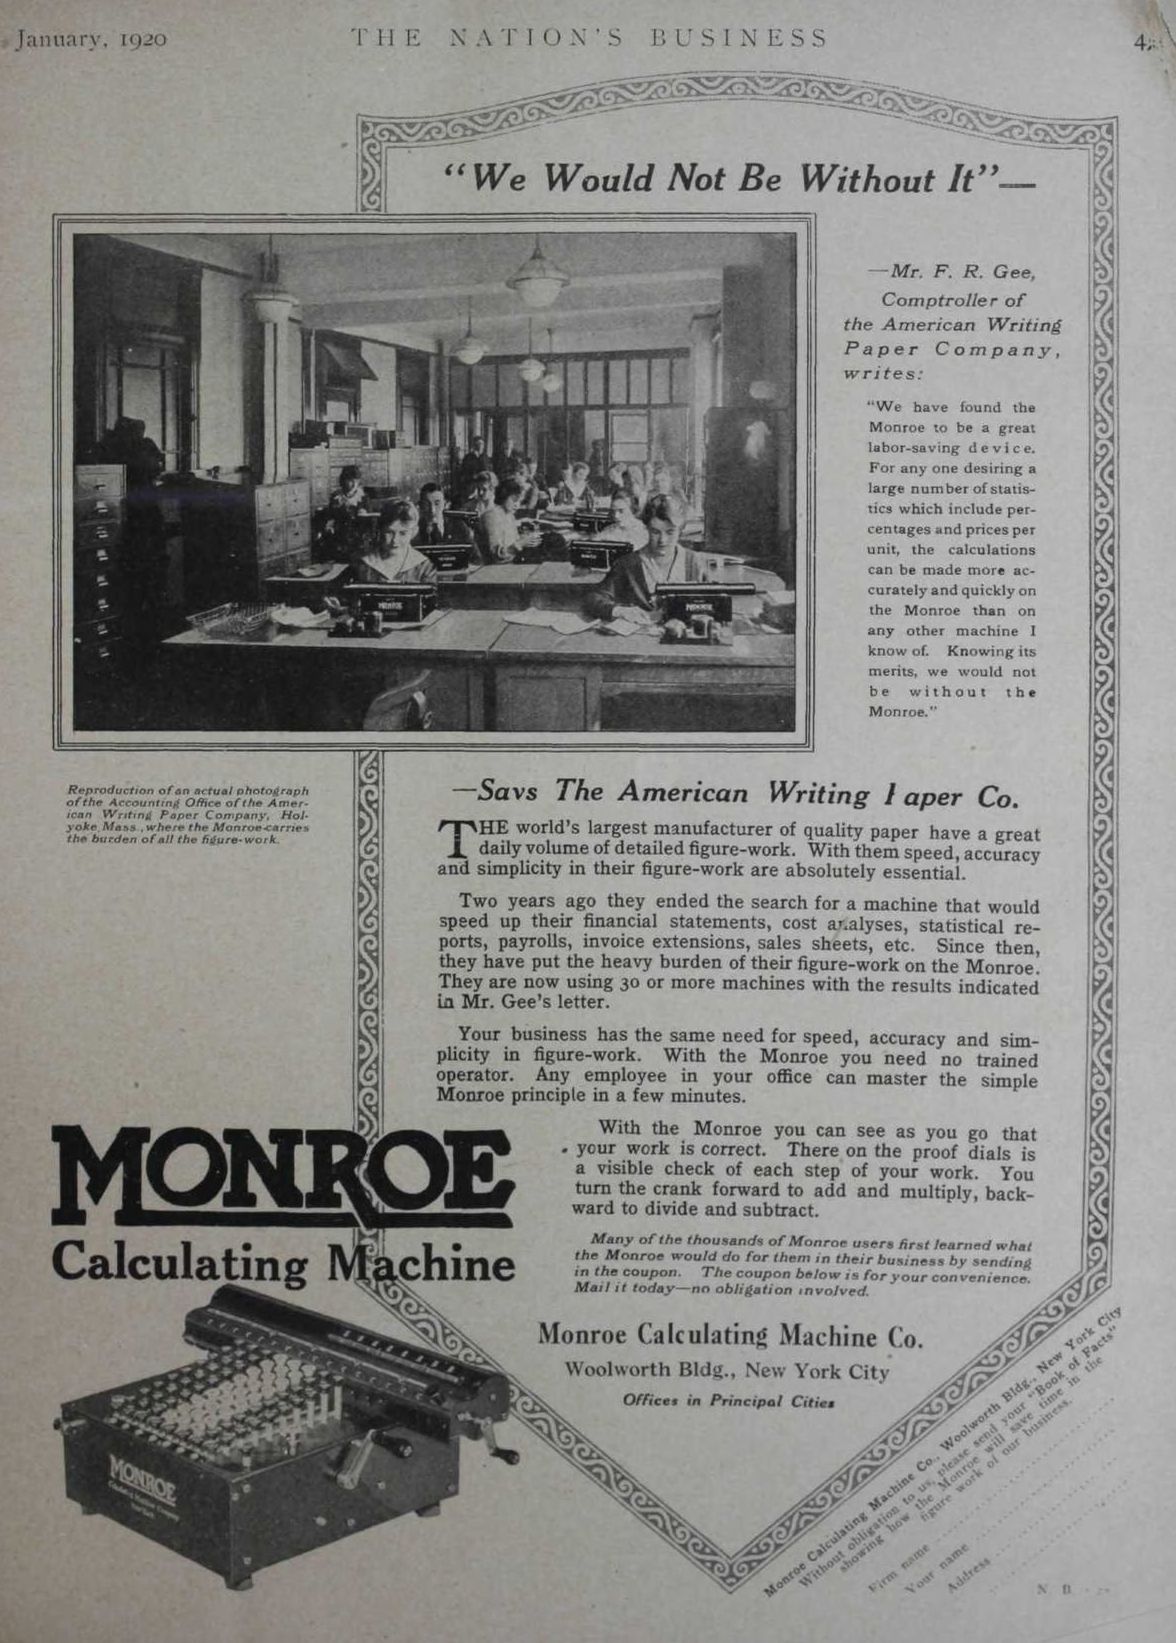 January, 1920
THE NATION'S BUSINESS
"We Would Not Be Without It"—
—Mr. F. R. Gee,
Comptroller of
the American Writing
Paper Company,
writes:
"We have found the
Monroe to be a great
labor-saving device.
For any one desiring a
large number of statis-
tics which include per-
centages and prices per
unit, the calculations
can be made more ac-
curately and quickly on
the Monroe than on
any other machine I
know of. Knowing its
merits, we would not
be without the
Monroe."
MONROE
MONROE
Reproduction of an actual photograph
of the Accounting Office of the Amer-
ican Writing Paper Company, Hol-
yoke, Mass., where the Monroe carries
the burden of all the figure-work.
—Savs The American Writing l aper Co.
THE world's largest manufacturer of quality paper have a great
daily volume of detailed figure-work. With them speed, accuracy
and simplicity in their figure-work are absolutely essential.
Two years ago they ended the search for a machine that would
speed up their financial statements, cost analyses, statistical re-
ports, payrolls, invoice extensions, sales sheets, etc. Since then,
they have put the heavy burden of their figure-work on the Monroe.
They are now using 30 or more machines with the results indicated
in Mr. Gee's letter.
Your business has the same need for speed, accuracy and sim-
plicity in figure-work. With the Monroe you need no trained
operator. Any employee in your office can master the simple
Monroe principle in a few minutes.
With the Monroe you can see as you go that
your work is correct. There on the proof dials is
a visible check of each step of your work. You
turn the crank forward to add and multiply, back-
ward to divide and subtract.
Many of the thousands of Monroe users first learned what
the Monroe would do for them in their business by sending
in the coupon. The coupon below is for your convenience.
Mail it today—no obligation involved.
MONROE
Calculating Machine
MONROE
Calculating Machine Company
Monroe Calculating Machine Co.
Woolworth Bldg., New York City
Offices in Principal Cities
Monroe Calculating Machine Co., Woolworth Bldg., New York City
Without obligation to us, please send your "Book of Facts"
showing how the Monroe will save time in the
figure work of our business.
Firm name
Your name
Address
N B